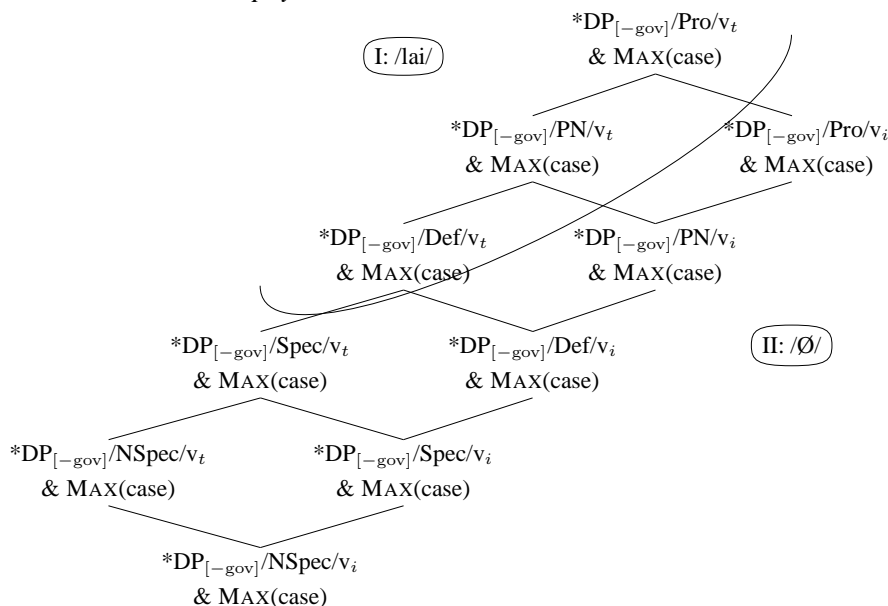 *DP[−gov]/Pro/vt
I: /lai/
& MAX(case)
*DP[−gov]/PN/vt
*DP[−gov]/Pro/vi
& MAX(case)
& MAX(case)
*DP[−gov]/Def/vt
*DP[−gov]/PN/vi
& MAX(case)
& MAX(case)
*DP[−gov]/Spec/vt
*DP[−gov]/Def/vi
II: /Ø/
& MAX(case)
& MAX(case)
*DP[−gov]/NSpec/vt
*DP[−gov]/Spec/vi
& MAX(case)
& MAX(case)
*DP[−gov]/NSpec/vi
& MAX(case)